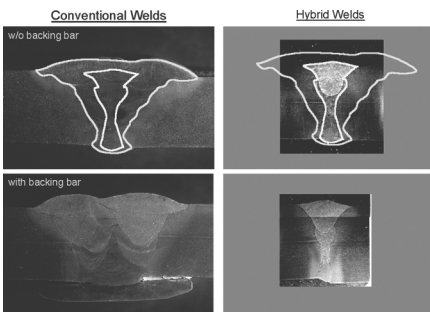 Conventional Welds
Hybrid Welds
w/o backing bar
with backing bar